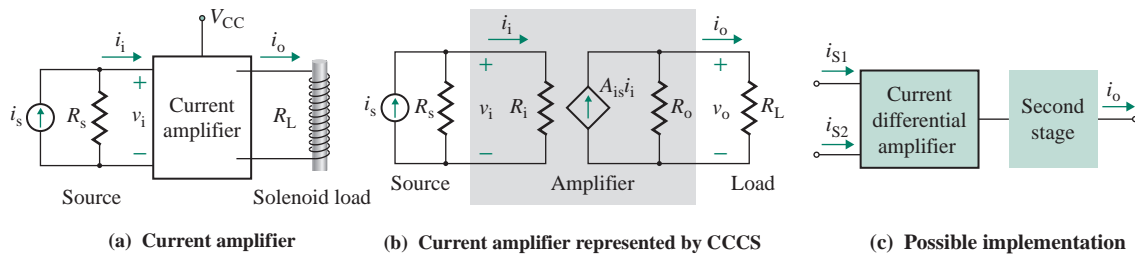 V_CC
i_i
i_o
i_s
R_s
+
v_i
−
Current
amplifier
R_L
Source
Solenoid load
(a) Current amplifier
i_i
i_o
i_s
R_s
+
v_i
−
R_i
A_is i_i
R_o
+
v_o
−
R_L
Source
Amplifier
Load
(b) Current amplifier represented by CCCS
i_S1
i_S2
Current
differential
amplifier
Second
stage
i_o
(c) Possible implementation